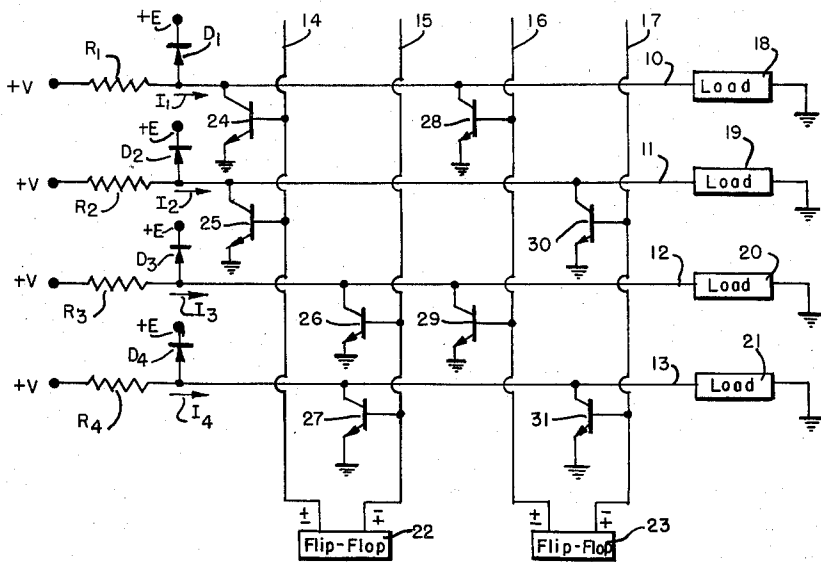 14 15 16 17
+E D1
R1 18
+V 10 Load
I1
24 28
+E
D2 19
+V 11 Load
R2 I2
25 30
+E
D3 12 20
+V Load
R3 I3
26 29
+E
D4 21
+V 13 Load
R4 I4
27 31
± ∓ ± ∓
Flip-Flop 22 Flip-Flop 23